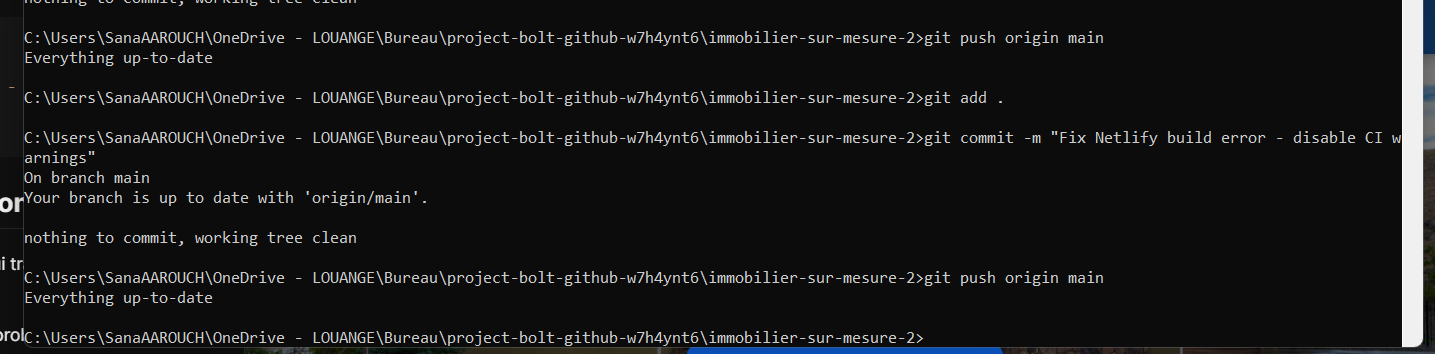 nothing to commit, working tree clean
C:\Users\SanaAAROUCH\OneDrive - LOUANGE\Bureau\project-bolt-github-w7h4ynt6\immobilier-sur-mesure-2>git push origin main
Everything up-to-date
C:\Users\SanaAAROUCH\OneDrive - LOUANGE\Bureau\project-bolt-github-w7h4ynt6\immobilier-sur-mesure-2>git add .
C:\Users\SanaAAROUCH\OneDrive - LOUANGE\Bureau\project-bolt-github-w7h4ynt6\immobilier-sur-mesure-2>git commit -m "Fix Netlify build error - disable CI w
arnings"
On branch main
Your branch is up to date with 'origin/main'.
nothing to commit, working tree clean
C:\Users\SanaAAROUCH\OneDrive - LOUANGE\Bureau\project-bolt-github-w7h4ynt6\immobilier-sur-mesure-2>git push origin main
Everything up-to-date
C:\Users\SanaAAROUCH\OneDrive - LOUANGE\Bureau\project-bolt-github-w7h4ynt6\immobilier-sur-mesure-2>